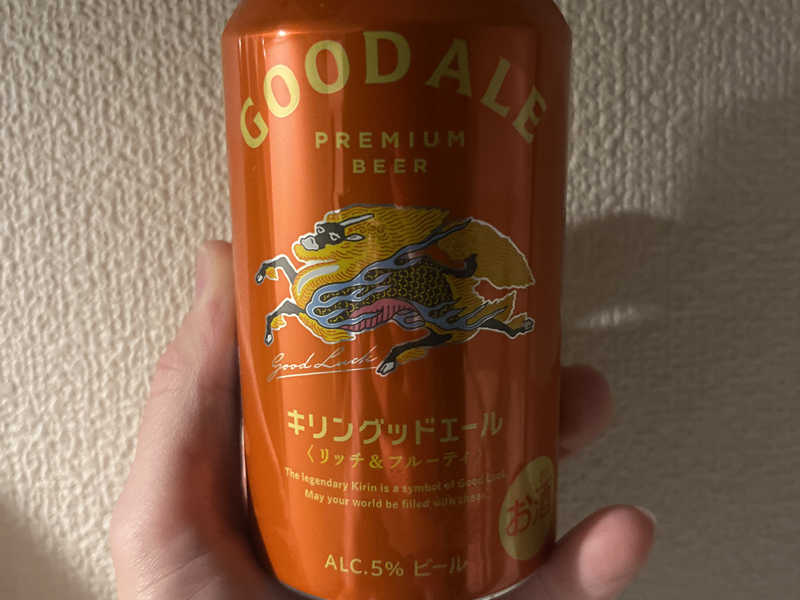 GOOD ALE
PREMIUM
BEER
Good Luck
キリングッドエール
〈リッチ&フルーティ〉
The legendary Kirin is a symbol of Good Luck.
May your world be filled with cheer.
お酒
ALC.5% ビール